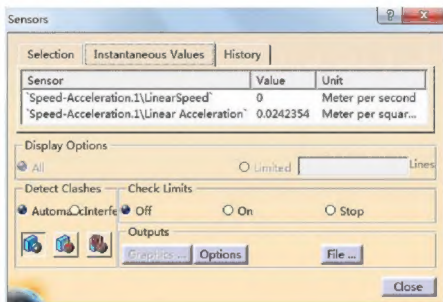 Sensors
Selection Instantaneous Values History
Sensor Value Unit
`Speed-Acceleration.1\LinearSpeed` 0 Meter per second
`Speed-Acceleration.1\Linear Acceleration` 0.0242354 Meter per squar...
Display Options
All Limited Lines
Detect Clashes Check Limits
Automatic Interfe Off On Stop
Outputs
Graphics ... Options File ...
Close